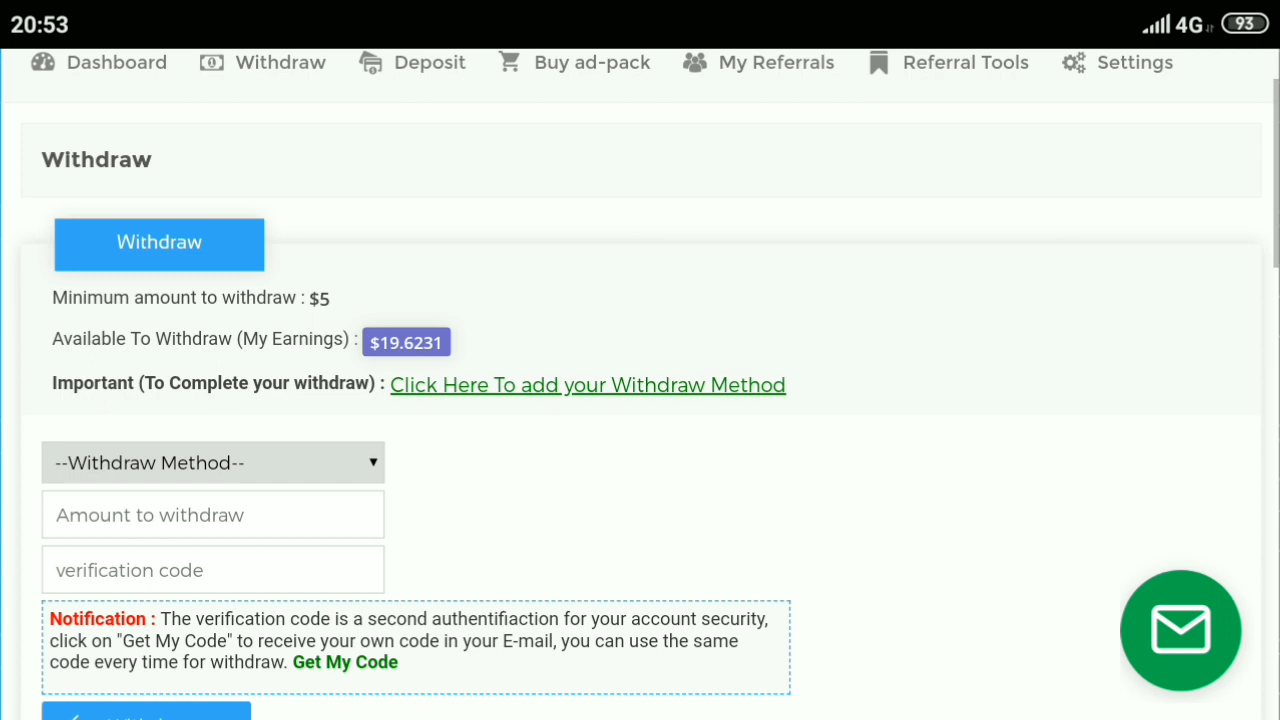 20:53 4G 93
Dashboard Withdraw Deposit Buy ad-pack My Referrals Referral Tools Settings
Withdraw
Withdraw
Minimum amount to withdraw : $5
Available To Withdraw (My Earnings) : $19.6231
Important (To Complete your withdraw) : Click Here To add your Withdraw Method
--Withdraw Method--
Amount to withdraw
verification code
Notification : The verification code is a second authentifiaction for your account security,
click on "Get My Code" to receive your own code in your E-mail, you can use the same
code every time for withdraw. Get My Code